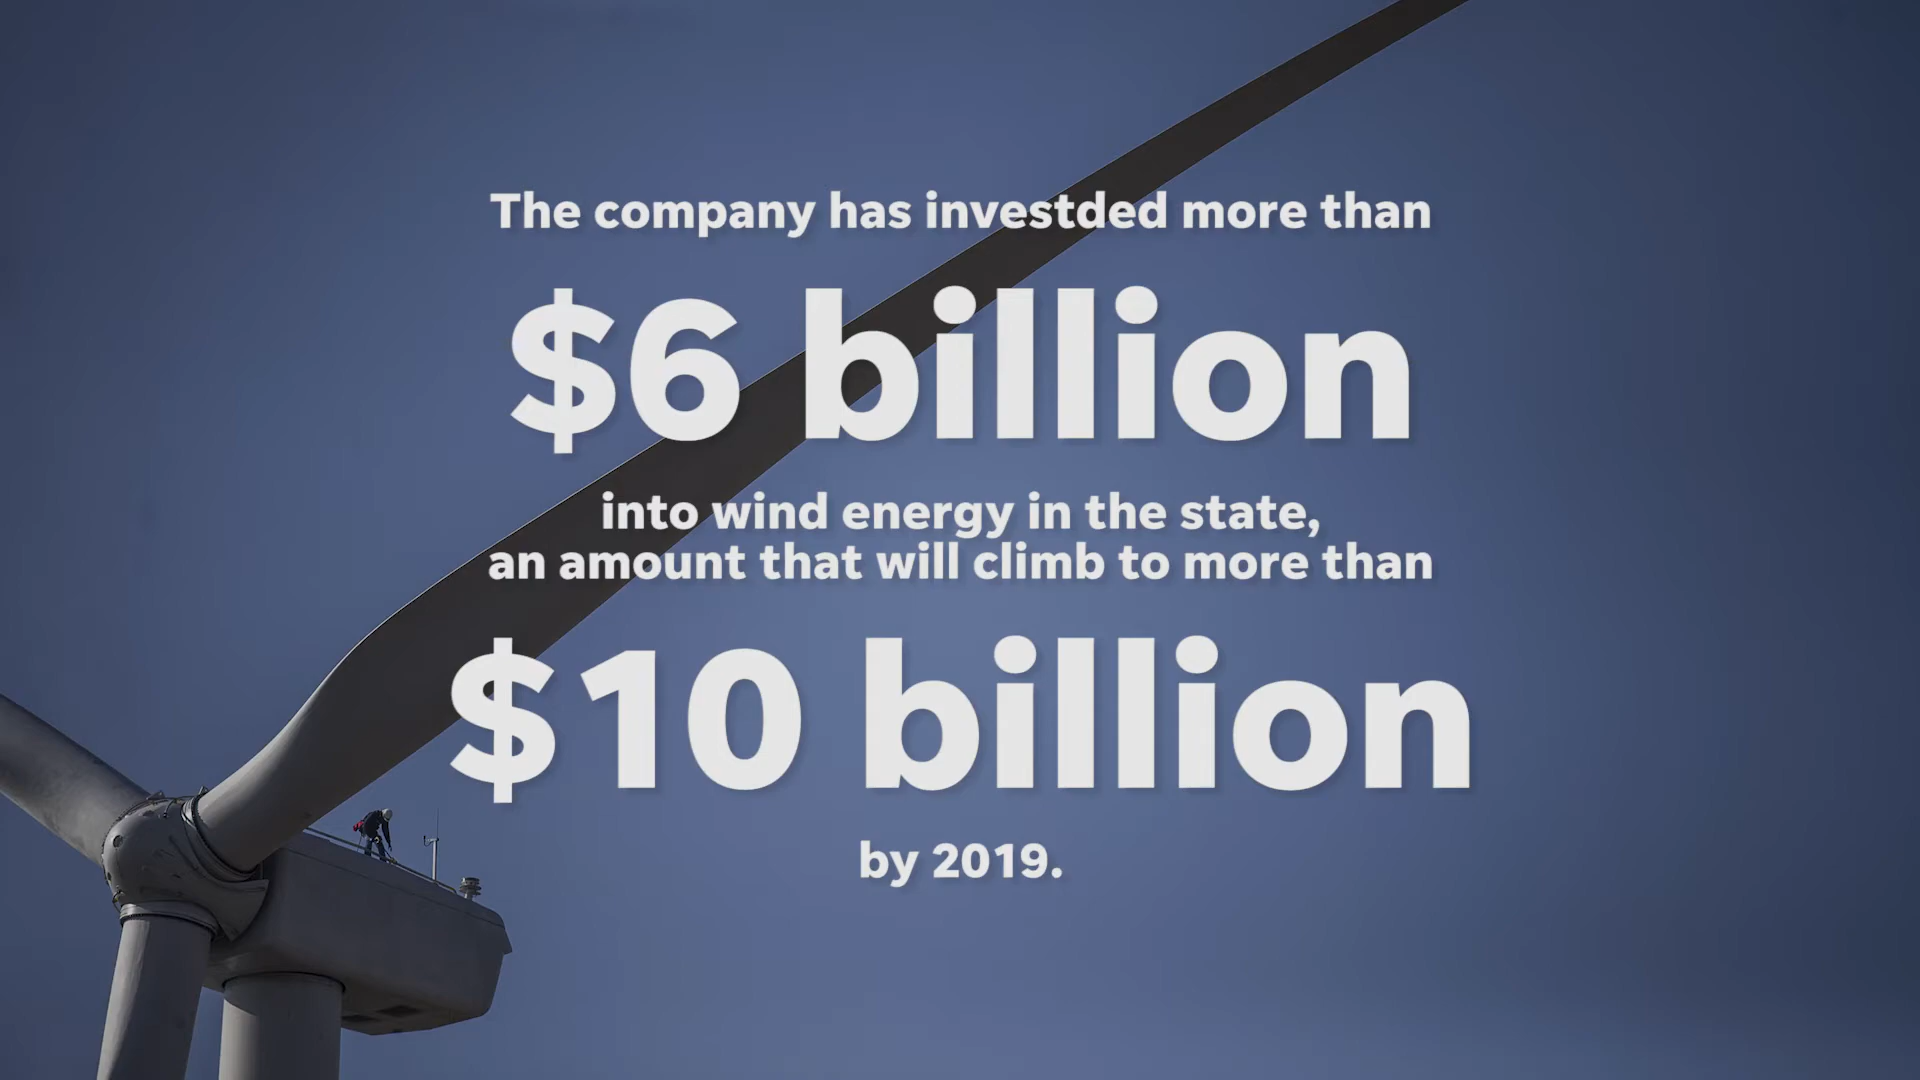 The company has investded more than
$6 billion
into wind energy in the state,
an amount that will climb to more than
$10 billion
by 2019.